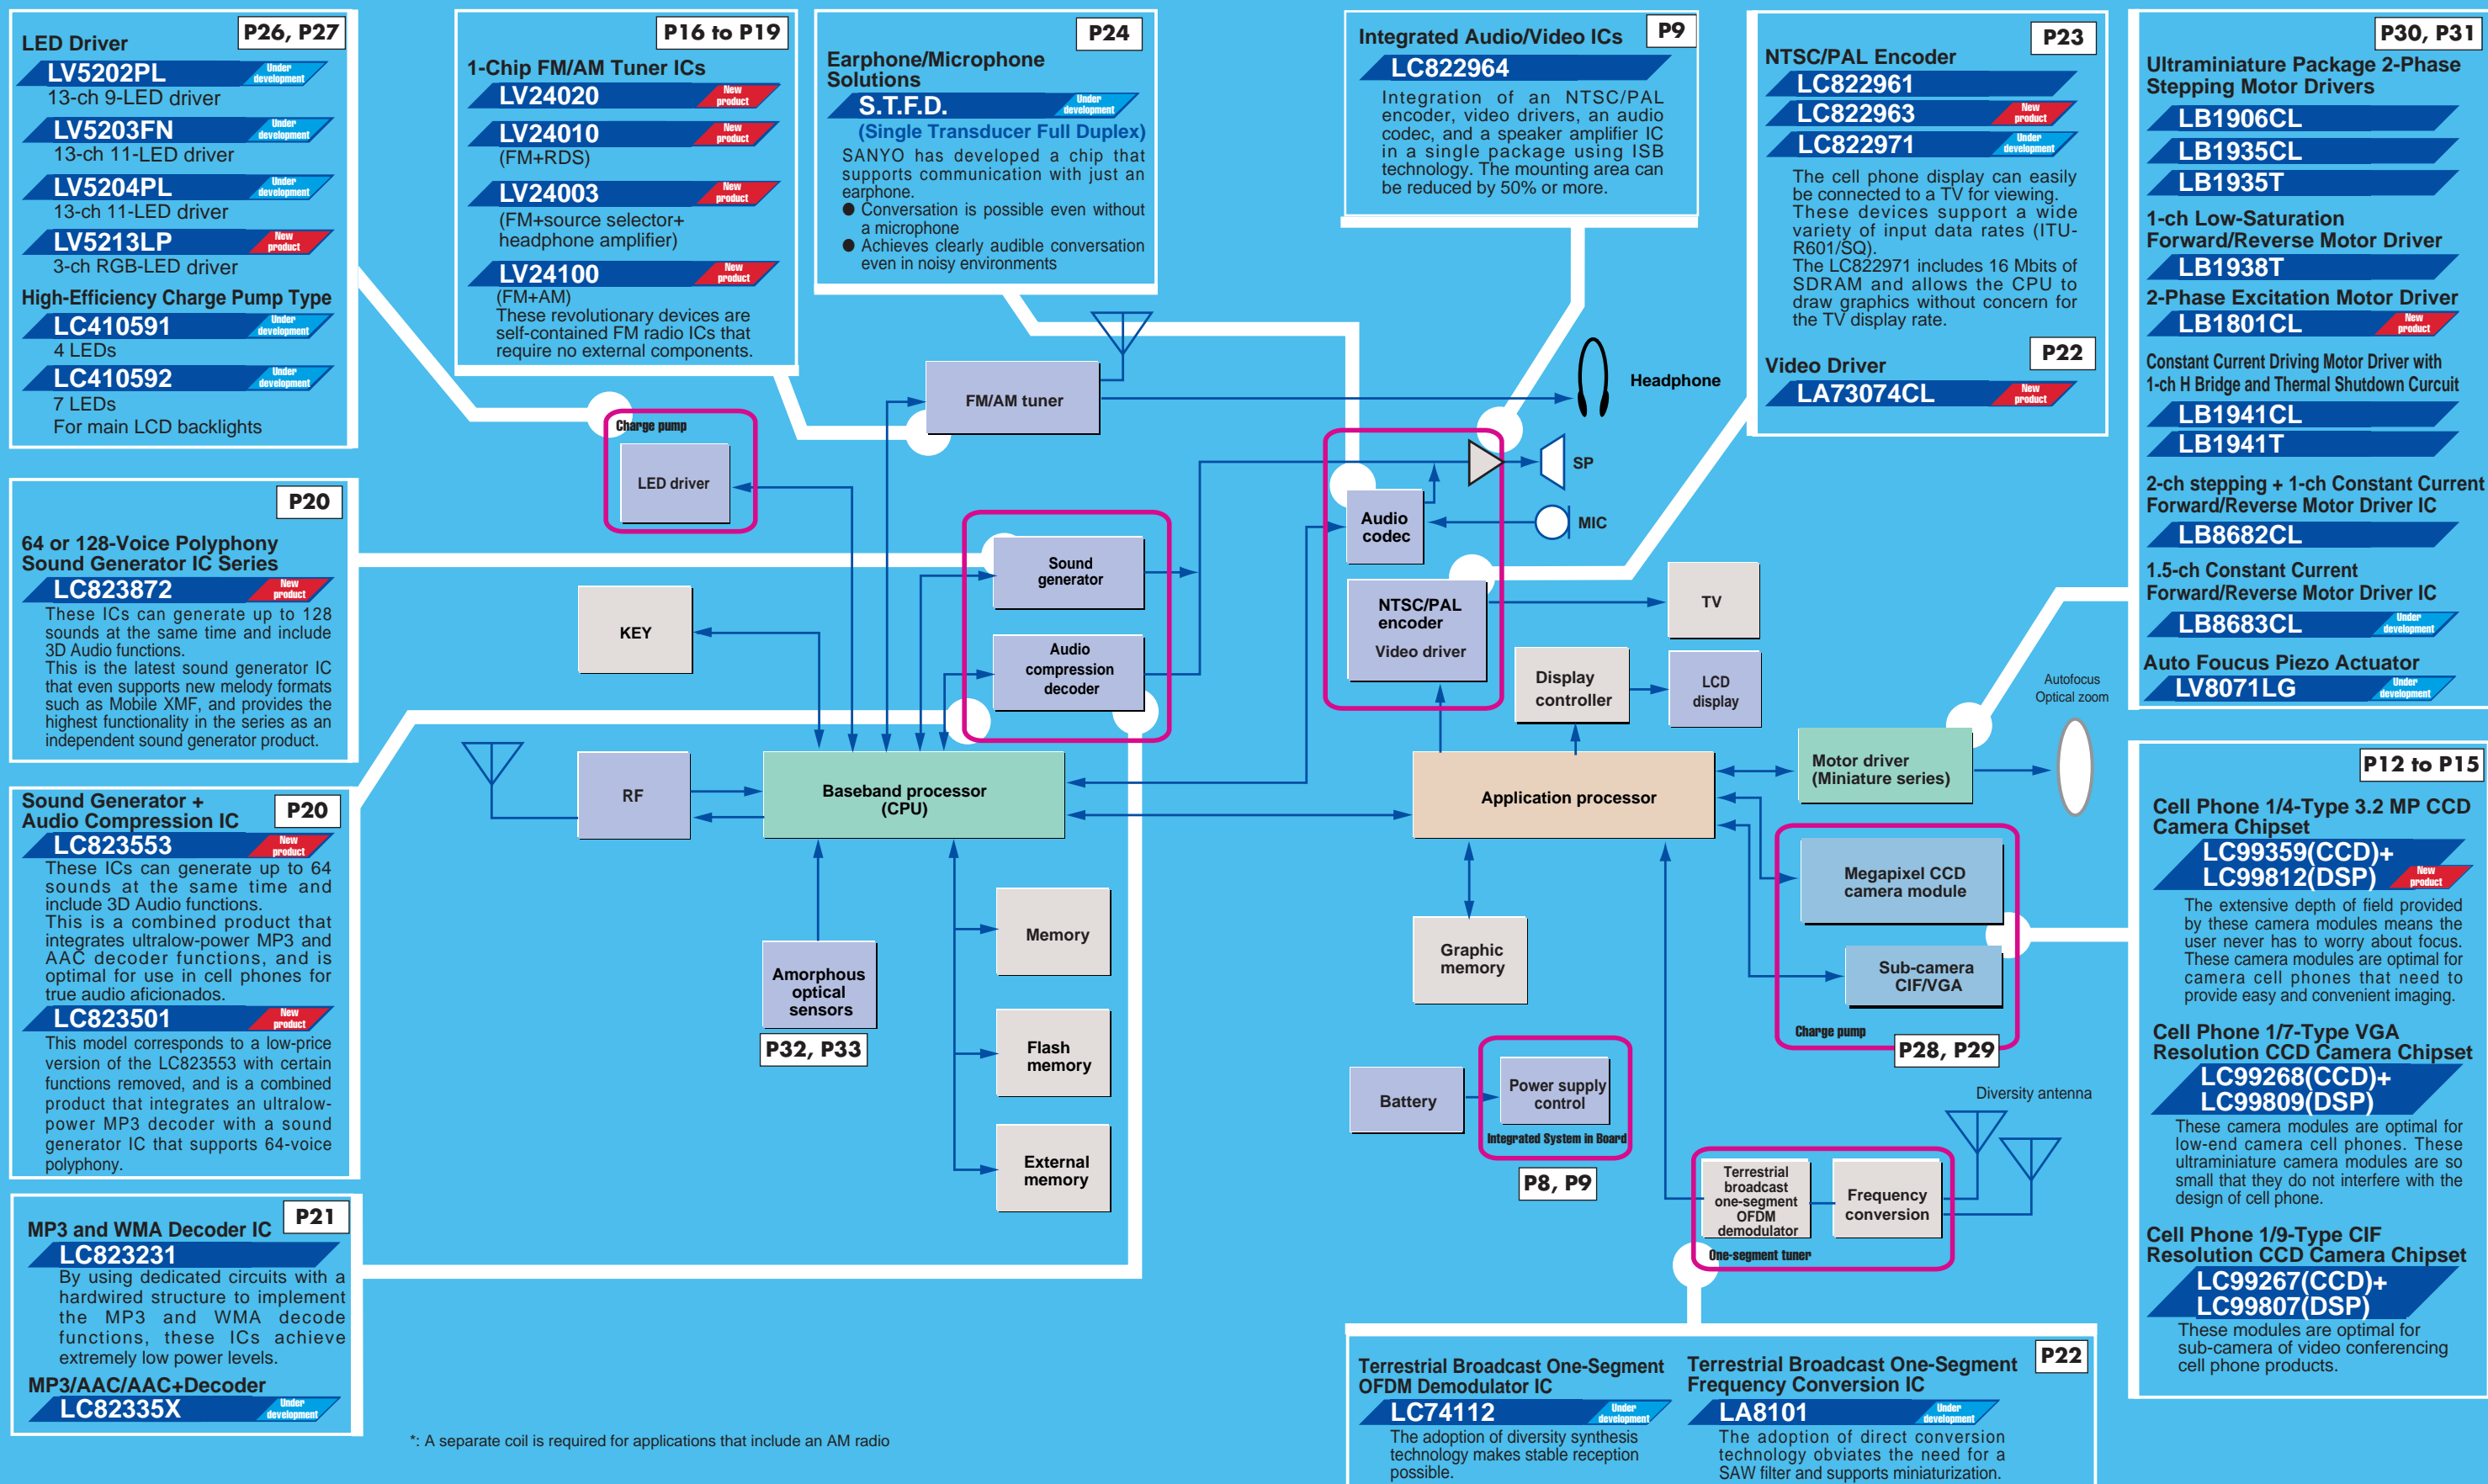 P26, P27
LED Driver
LV5202PL
Under development
13-ch 9-LED driver
LV5203FN
Under development
13-ch 11-LED driver
LV5204PL
Under development
13-ch 11-LED driver
LV5213LP
New product
3-ch RGB-LED driver
High-Efficiency Charge Pump Type
LC410591
Under development
4 LEDs
LC410592
Under development
7 LEDs
For main LCD backlights
P16 to P19
1-Chip FM/AM Tuner ICs
LV24020
New product
LV24010
New product
(FM+RDS)
LV24003
New product
(FM+source selector+
headphone amplifier)
LV24100
New product
(FM+AM)
These revolutionary devices are
self-contained FM radio ICs that
require no external components.
P24
Earphone/Microphone
Solutions
S.T.F.D.
Under development
(Single Transducer Full Duplex)
SANYO has developed a chip that
supports communication with just an
earphone.
● Conversation is possible even without
a microphone
● Achieves clearly audible conversation
even in noisy environments
P9
Integrated Audio/Video ICs
LC822964
Integration of an NTSC/PAL
encoder, video drivers, an audio
codec, and a speaker amplifier IC
in a single package using ISB
technology. The mounting area can
be reduced by 50% or more.
P23
NTSC/PAL Encoder
LC822961
LC822963
New product
LC822971
Under development
The cell phone display can easily
be connected to a TV for viewing.
These devices support a wide
variety of input data rates (ITU-
R601/SQ).
The LC822971 includes 16 Mbits of
SDRAM and allows the CPU to
draw graphics without concern for
the TV display rate.
P22
Video Driver
LA73074CL
New product
P30, P31
Ultraminiature Package 2-Phase
Stepping Motor Drivers
LB1906CL
LB1935CL
LB1935T
1-ch Low-Saturation
Forward/Reverse Motor Driver
LB1938T
2-Phase Excitation Motor Driver
LB1801CL
New product
Constant Current Driving Motor Driver with
1-ch H Bridge and Thermal Shutdown Curcuit
LB1941CL
LB1941T
2-ch stepping + 1-ch Constant Current
Forward/Reverse Motor Driver IC
LB8682CL
1.5-ch Constant Current
Forward/Reverse Motor Driver IC
LB8683CL
Under development
Auto Foucus Piezo Actuator
LV8071LG
Under development
P20
64 or 128-Voice Polyphony
Sound Generator IC Series
LC823872
New product
These ICs can generate up to 128
sounds at the same time and include
3D Audio functions.
This is the latest sound generator IC
that even supports new melody formats
such as Mobile XMF, and provides the
highest functionality in the series as an
independent sound generator product.
Sound Generator +
Audio Compression IC
P20
LC823553
New product
These ICs can generate up to 64
sounds at the same time and
include 3D Audio functions.
This is a combined product that
integrates ultralow-power MP3 and
AAC decoder functions, and is
optimal for use in cell phones for
true audio aficionados.
LC823501
New product
This model corresponds to a low-price
version of the LC823553 with certain
functions removed, and is a combined
product that integrates an ultralow-
power MP3 decoder with a sound
generator IC that supports 64-voice
polyphony.
P21
MP3 and WMA Decoder IC
LC823231
By using dedicated circuits with a
hardwired structure to implement
the MP3 and WMA decode
functions, these ICs achieve
extremely low power levels.
MP3/AAC/AAC+Decoder
LC82335X
Under development
Charge pump
LED driver
FM/AM tuner
Headphone
SP
MIC
Audio
codec
Sound
generator
Audio
compression
decoder
KEY
NTSC/PAL
encoder
Video driver
TV
Display
controller
LCD
display
Autofocus
Optical zoom
RF
Baseband processor
(CPU)
Application processor
Motor driver
(Miniature series)
Megapixel CCD
camera module
Sub-camera
CIF/VGA
Charge pump
P28, P29
Amorphous
optical
sensors
P32, P33
Memory
Flash
memory
External
memory
Graphic
memory
Battery
Power supply
control
Integrated System in Board
P8, P9
Diversity antenna
Terrestrial
broadcast
one-segment
OFDM
demodulator
Frequency
conversion
One-segment tuner
P12 to P15
Cell Phone 1/4-Type 3.2 MP CCD
Camera Chipset
LC99359(CCD)+
LC99812(DSP)
New product
The extensive depth of field provided
by these camera modules means the
user never has to worry about focus.
These camera modules are optimal for
camera cell phones that need to
provide easy and convenient imaging.
Cell Phone 1/7-Type VGA
Resolution CCD Camera Chipset
LC99268(CCD)+
LC99809(DSP)
These camera modules are optimal for
low-end camera cell phones. These
ultraminiature camera modules are so
small that they do not interfere with the
design of cell phone.
Cell Phone 1/9-Type CIF
Resolution CCD Camera Chipset
LC99267(CCD)+
LC99807(DSP)
These modules are optimal for
sub-camera of video conferencing
cell phone products.
P22
Terrestrial Broadcast One-Segment
OFDM Demodulator IC
LC74112
Under development
The adoption of diversity synthesis
technology makes stable reception
possible.
Terrestrial Broadcast One-Segment
Frequency Conversion IC
LA8101
Under development
The adoption of direct conversion
technology obviates the need for a
SAW filter and supports miniaturization.
*: A separate coil is required for applications that include an AM radio